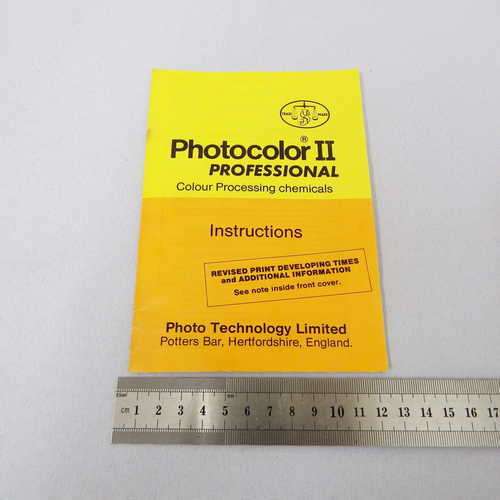 TRADE MARK
Photocolor II ®
PROFESSIONAL
Colour Processing chemicals
Instructions
REVISED PRINT DEVELOPING TIMES
and ADDITIONAL INFORMATION
See note inside front cover.
Photo Technology Limited
Potters Bar, Hertfordshire, England.
cm 1 2 3 4 5 6 7 8 9 10 11 12 13 14 15 16 17